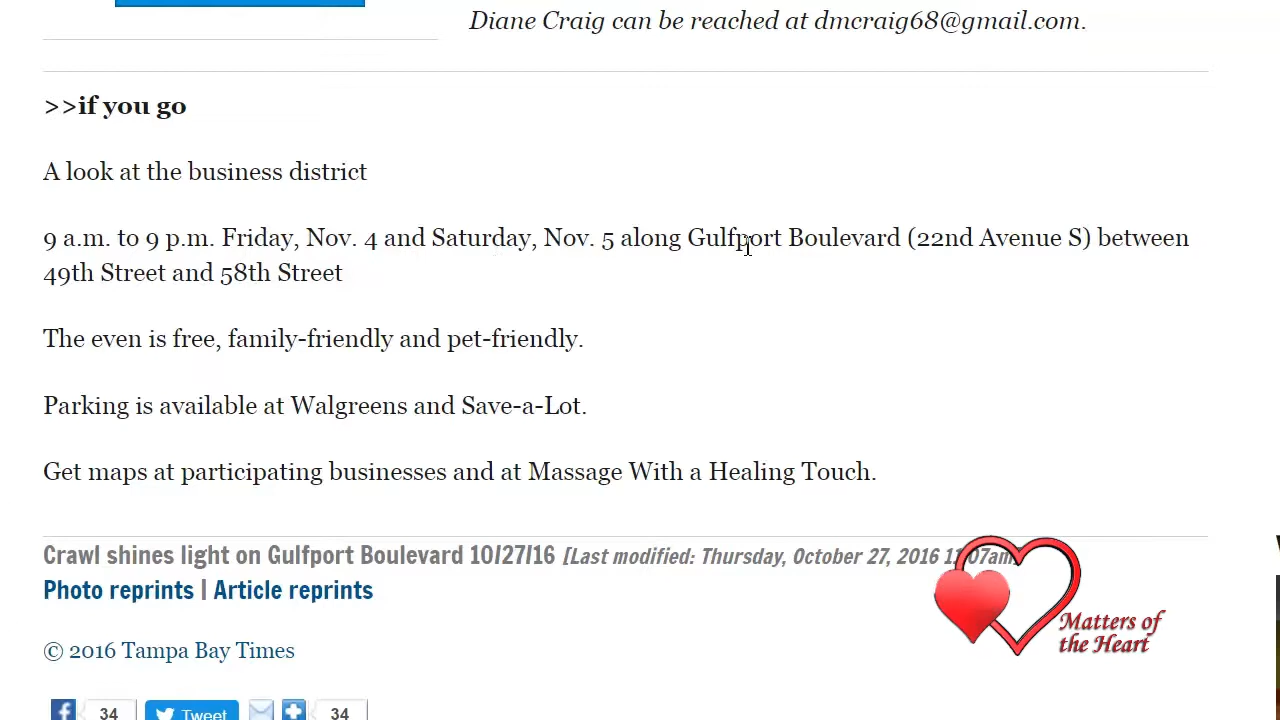 Diane Craig can be reached at dmcraig68@gmail.com.
>>if you go
A look at the business district
9 a.m. to 9 p.m. Friday, Nov. 4 and Saturday, Nov. 5 along Gulfport Boulevard (22nd Avenue S) between
49th Street and 58th Street
The even is free, family-friendly and pet-friendly.
Parking is available at Walgreens and Save-a-Lot.
Get maps at participating businesses and at Massage With a Healing Touch.
Crawl shines light on Gulfport Boulevard 10/27/16 [Last modified: Thursday, October 27, 2016 11:07am]
Photo reprints | Article reprints
Matters of
the Heart
© 2016 Tampa Bay Times
34 Tweet 34